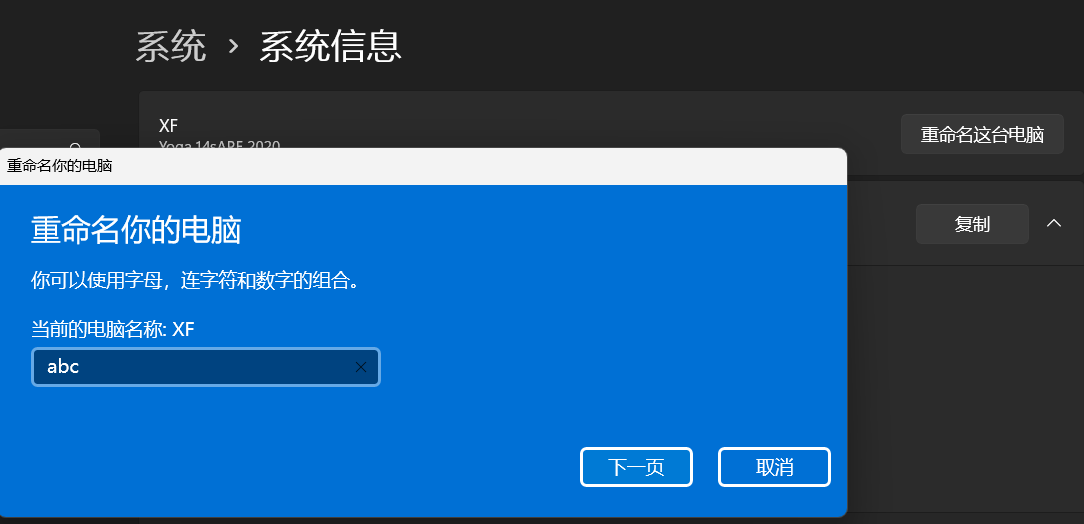 系统 › 系统信息
XF
重命名这台电脑
Yoga 14sARE 2020
重命名你的电脑
重命名你的电脑
复制
你可以使用字母，连字符和数字的组合。
当前的电脑名称: XF
abc
下一页
取消